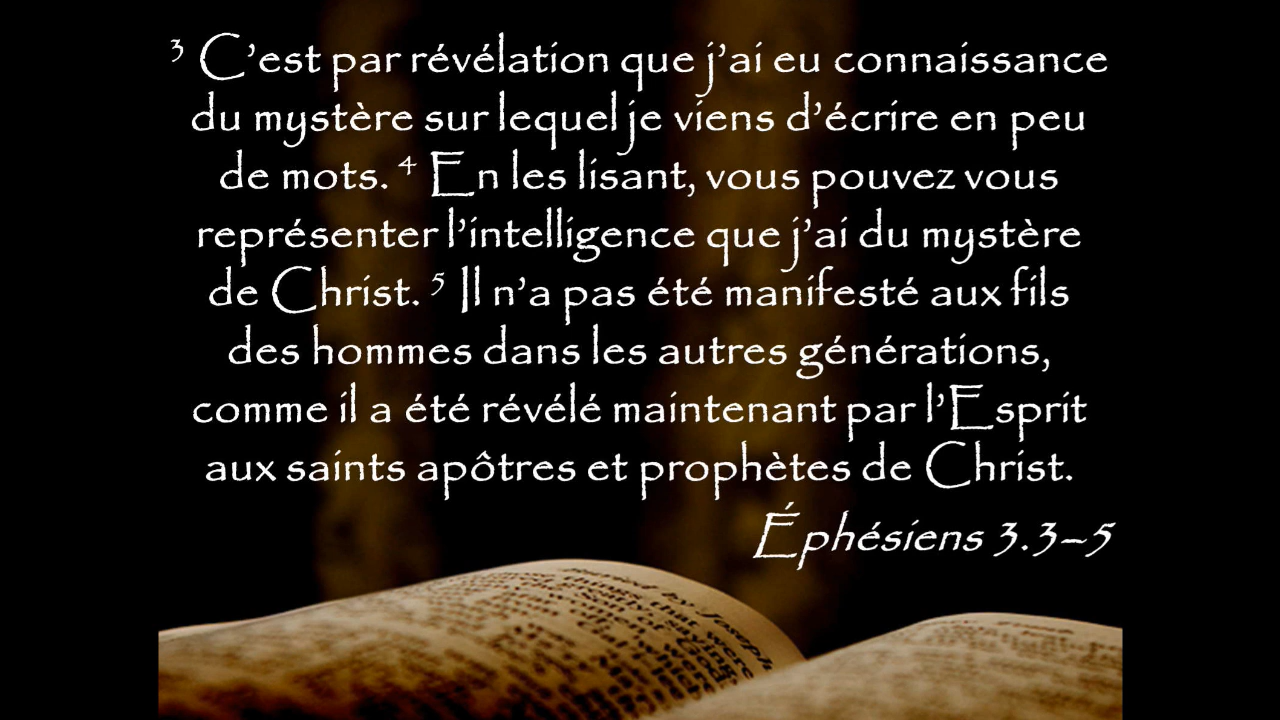 ³ C’est par révélation que j’ai eu connaissance
du mystère sur lequel je viens d’écrire en peu
de mots. ⁴ En les lisant, vous pouvez vous
représenter l’intelligence que j’ai du mystère
de Christ. ⁵ Il n’a pas été manifesté aux fils
des hommes dans les autres générations,
comme il a été révélé maintenant par l’Esprit
aux saints apôtres et prophètes de Christ.
Éphésiens 3.3–5